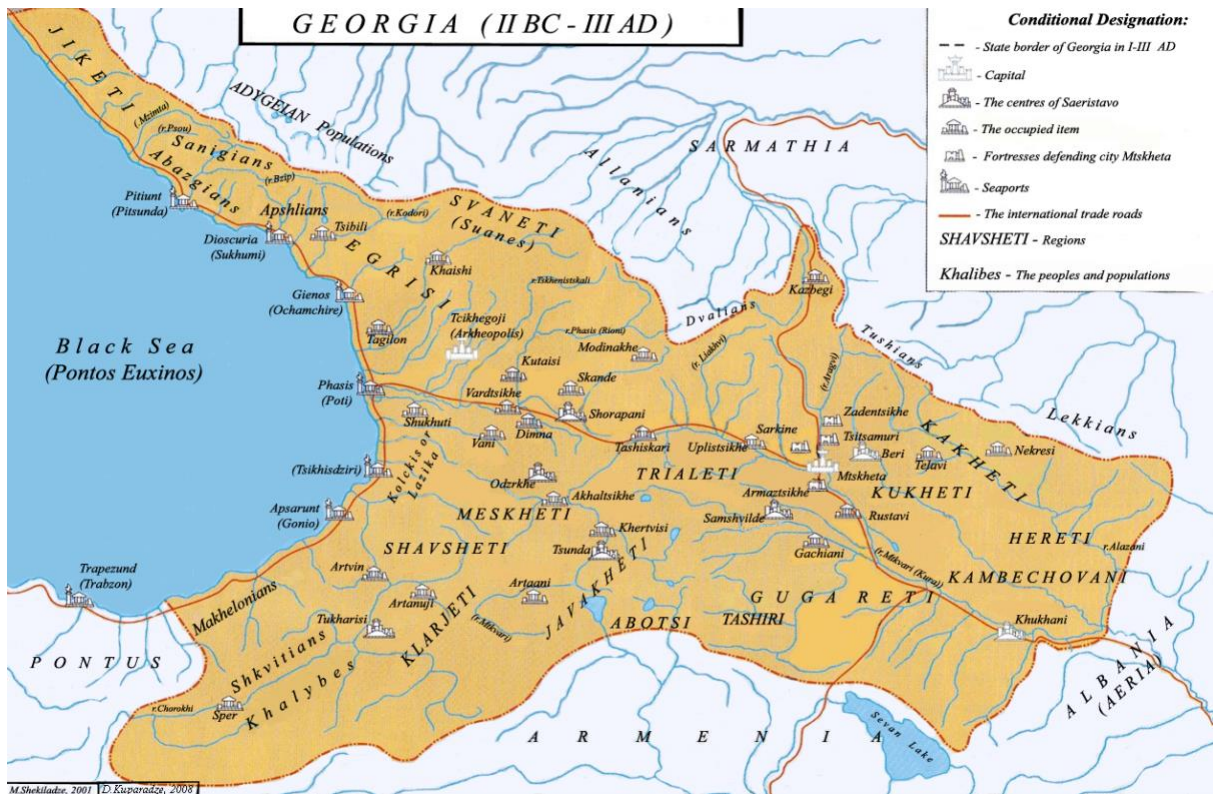 GEORGIA (II BC - III AD)
Conditional Designation:
- State border of Georgia in I-III AD
- Capital
- The centres of Saeristavo
- The occupied item
- Fortresses defending city Mtskheta
- Seaports
- The international trade roads
SHAVSHETI - Regions
Khalibes - The peoples and populations
JIKETI
(.Mzimta)
(r.Psou)
Sanigians
(r.Bzip)
Abazgians
ADYGEIAN Populations
Allanians
SARMATHIA
Pitiunt
(Pitsunda)
Apshlians
Tsibili
(r.Kodori)
SVANETI
(Suanes)
Dioscuria
(Sukhumi)
EGRISI
Khaishi
r.Tskhenistskali
Kazbegi
Gienos
(Ochamchire)
Tcikhegoji
(Arkheopolis)
Dvalians
Tushians
Tagilon
r.Phasis (Rioni)
Modinakhe
(r. Liakhvi)
(r.Aragvi)
Black Sea
(Pontos Euxinos)
Kutaisi
Skande
Phasis
(Poti)
Vardtsikhe
Shorapani
Shukhuti
Vani
Dimna
Tashiskari
Uplistsikhe
Sarkine
Zadentsikhe
Tsitsamuri
Beri
Telavi
KAKHETI
Nekresi
Lekkians
Kolckis or
Lazika
(Tsikhisdziri)
Odzrkhe
TRIALETI
Mtskheta
Akhaltsikhe
Armaztsikhe
KUKHETI
Apsarunt
(Gonio)
MESKHETI
Khertvisi
Samshvilde
Rustavi
SHAVSHETI
Tsunda
Gachiani
HERETI
r.Alazani
(r.Mtkvari (Kura))
KAMBECHOVANI
Trapezund
(Trabzon)
Artvin
Artanuji
Artaani
JAVAKHETI
GUGARETI
Makhelonians
Tukharisi
KLARJETI
(r.Mtkvari)
ABOTSI
TASHIRI
Khukhani
PONTUS
Shkvitians
Khalybes
r.Chorokhi
Sper
ALBANIA
(AERIA)
ARMENIA
Sevan Lake
M.Shekiladze, 2001 D.Kuparadze, 2008